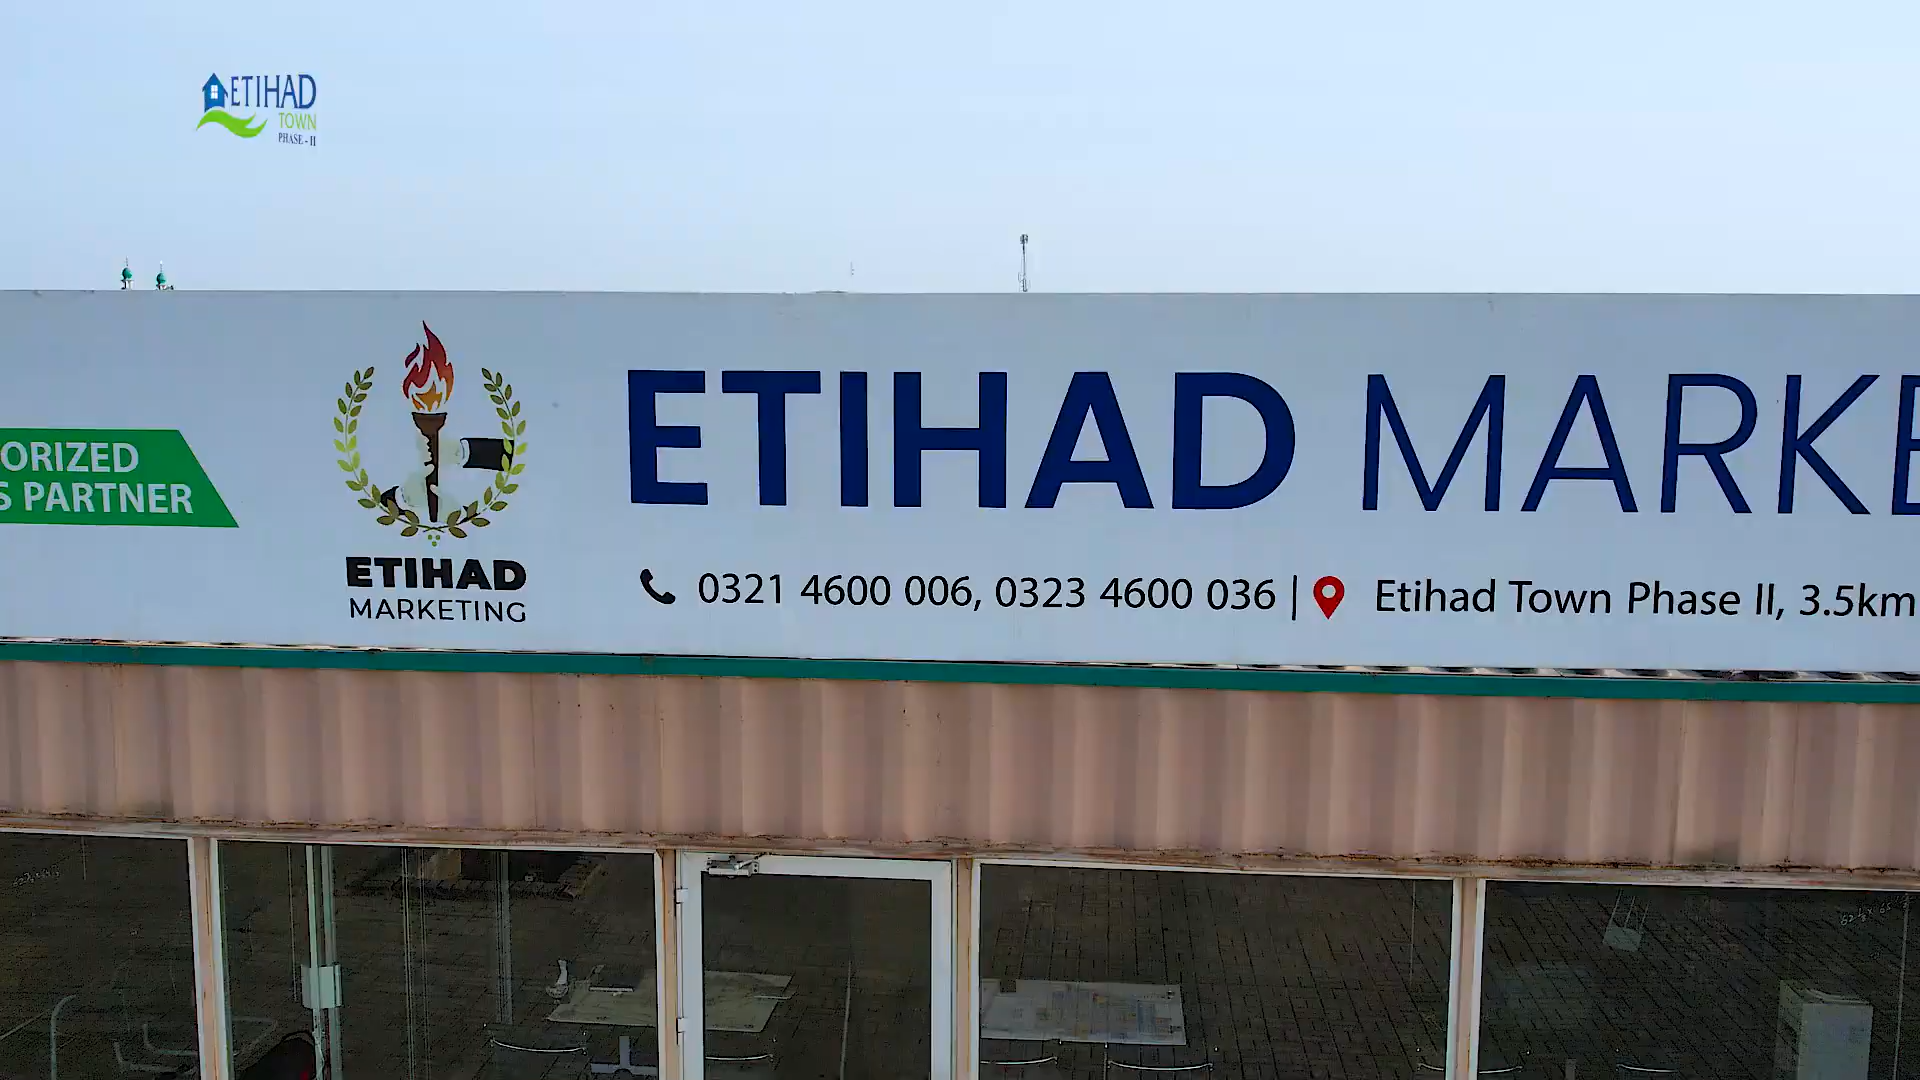 ETIHAD
TOWN
PHASE - II
ORIZED
S PARTNER
ETIHAD
MARKETING
ETIHAD MARKE
0321 4600 006, 0323 4600 036 | Etihad Town Phase II, 3.5km